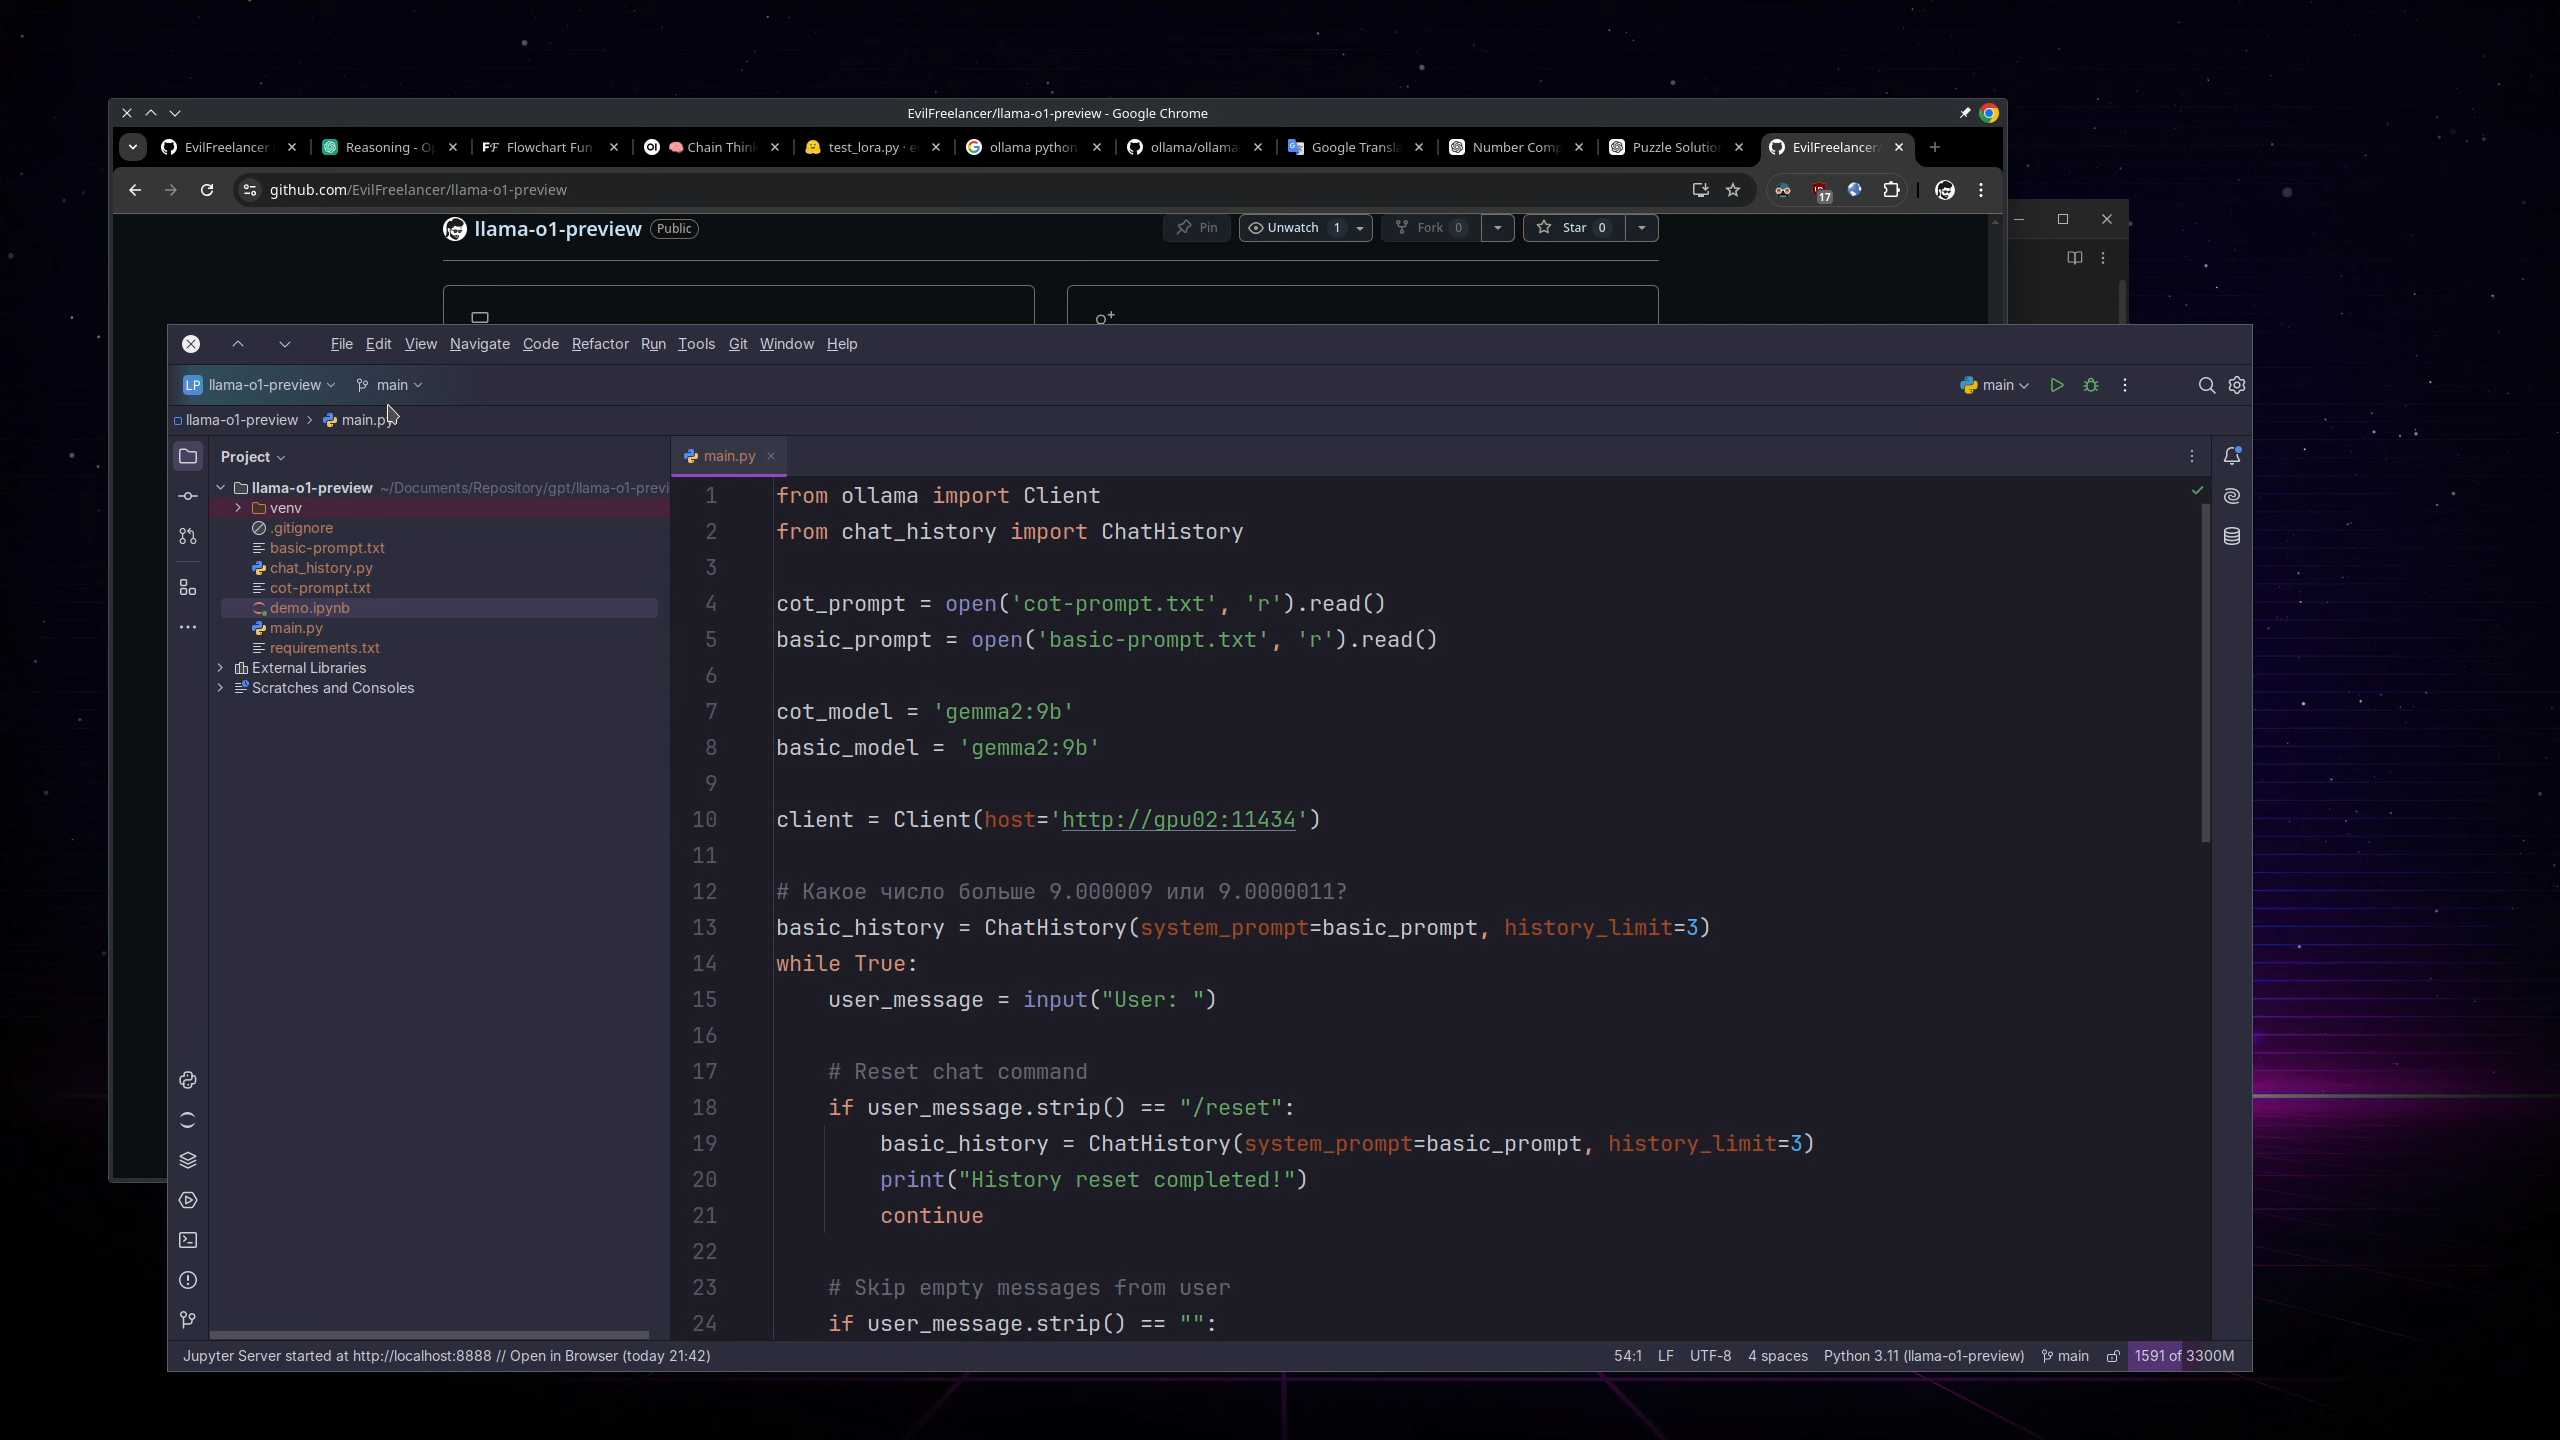 EvilFreelancer/llama-o1-preview - Google Chrome
EvilFreelancer
Reasoning - Op
FF Flowchart Fun
Chain Think
test_lora.py · e
ollama python
ollama/ollama
Google Transla
Number Comp
Puzzle Solution
EvilFreelancer/
github.com/EvilFreelancer/llama-o1-preview
17
llama-o1-preview Public
Pin
Unwatch 1
Fork 0
Star 0
File Edit View Navigate Code Refactor Run Tools Git Window Help
LP llama-o1-preview main
main
llama-o1-preview > main.py
Project
main.py
llama-o1-preview ~/Documents/Repository/gpt/llama-o1-previ
venv
.gitignore
basic-prompt.txt
chat_history.py
cot-prompt.txt
demo.ipynb
main.py
requirements.txt
External Libraries
Scratches and Consoles
1 from ollama import Client
2 from chat_history import ChatHistory
3
4 cot_prompt = open('cot-prompt.txt', 'r').read()
5 basic_prompt = open('basic-prompt.txt', 'r').read()
6
7 cot_model = 'gemma2:9b'
8 basic_model = 'gemma2:9b'
9
10 client = Client(host='http://gpu02:11434')
11
12 # Какое число больше 9.000009 или 9.0000011?
13 basic_history = ChatHistory(system_prompt=basic_prompt, history_limit=3)
14 while True:
15 user_message = input("User: ")
16
17 # Reset chat command
18 if user_message.strip() == "/reset":
19 basic_history = ChatHistory(system_prompt=basic_prompt, history_limit=3)
20 print("History reset completed!")
21 continue
22
23 # Skip empty messages from user
24 if user_message.strip() == "":
Jupyter Server started at http://localhost:8888 // Open in Browser (today 21:42)
54:1 LF UTF-8 4 spaces Python 3.11 (llama-o1-preview) main 1591 of 3300M